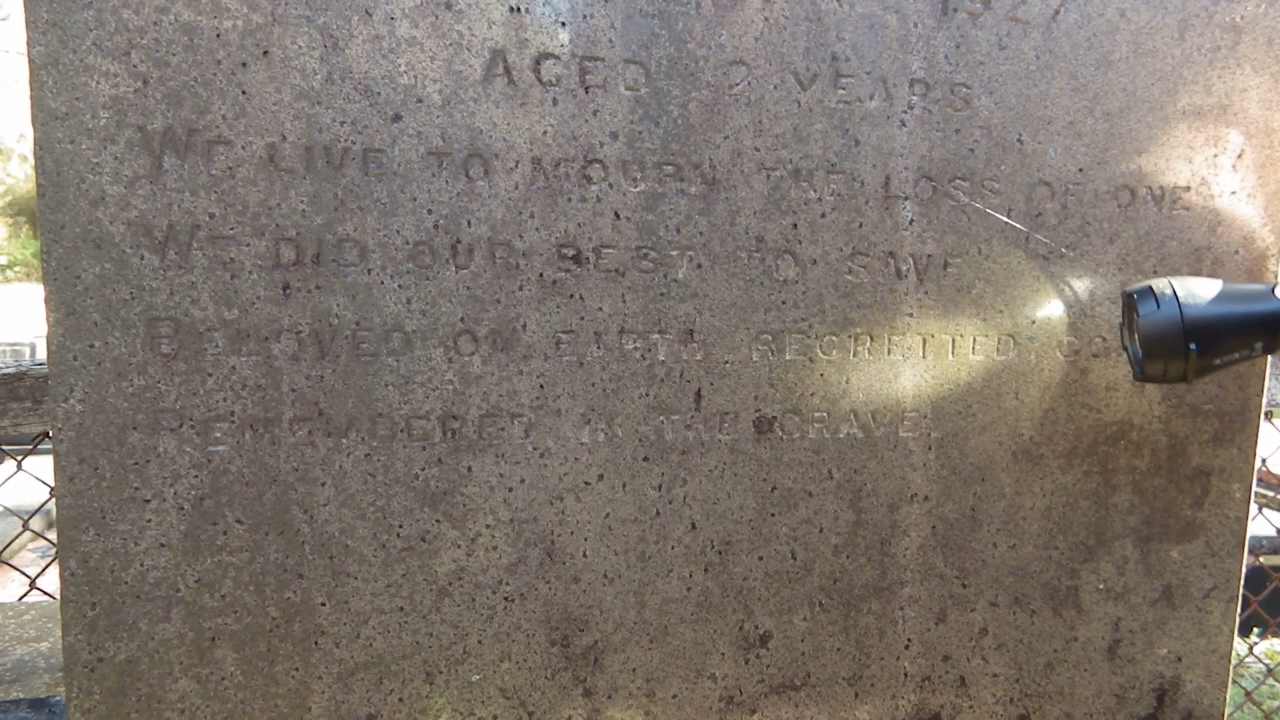 1927
AGED 2 YEARS
WE LIVE TO MOURN THE LOSS OF ONE
WE DID OUR BEST TO SAVE
BELOVED ON EARTH REGRETTED
REMEMBERED IN THE GRAVE